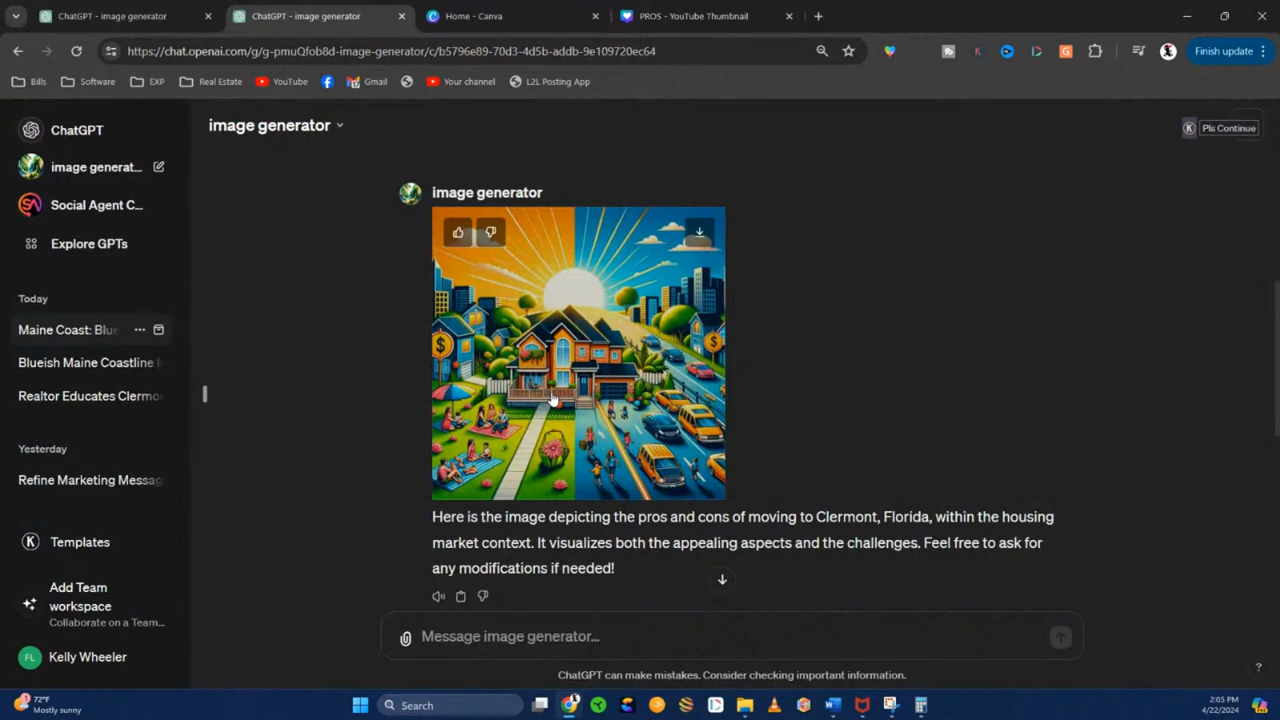 ChatGPT - image generator
ChatGPT - image generator
Home - Canva
PROS - YouTube Thumbnail
https://chat.openai.com/g/g-pmuQfob8d-image-generator/c/b5796e89-70d3-4d5b-addb-9e109720ec64
Finish update
Bills
Software
EXP
Real Estate
YouTube
Gmail
Your channel
L2L Posting App
ChatGPT
image generat...
Social Agent C...
Explore GPTs
Today
Maine Coast: Blue
Blueish Maine Coastline I
Realtor Educates Clermo
Yesterday
Refine Marketing Messag
Templates
Add Team
workspace
Collaborate on a Team...
FL
Kelly Wheeler
image generator
K
Pls Continue
image generator
$
$
Here is the image depicting the pros and cons of moving to Clermont, Florida, within the housing
market context. It visualizes both the appealing aspects and the challenges. Feel free to ask for
any modifications if needed!
Message image generator...
ChatGPT can make mistakes. Consider checking important information.
?
72°F
Mostly sunny
Search
2:05 PM
4/22/2024